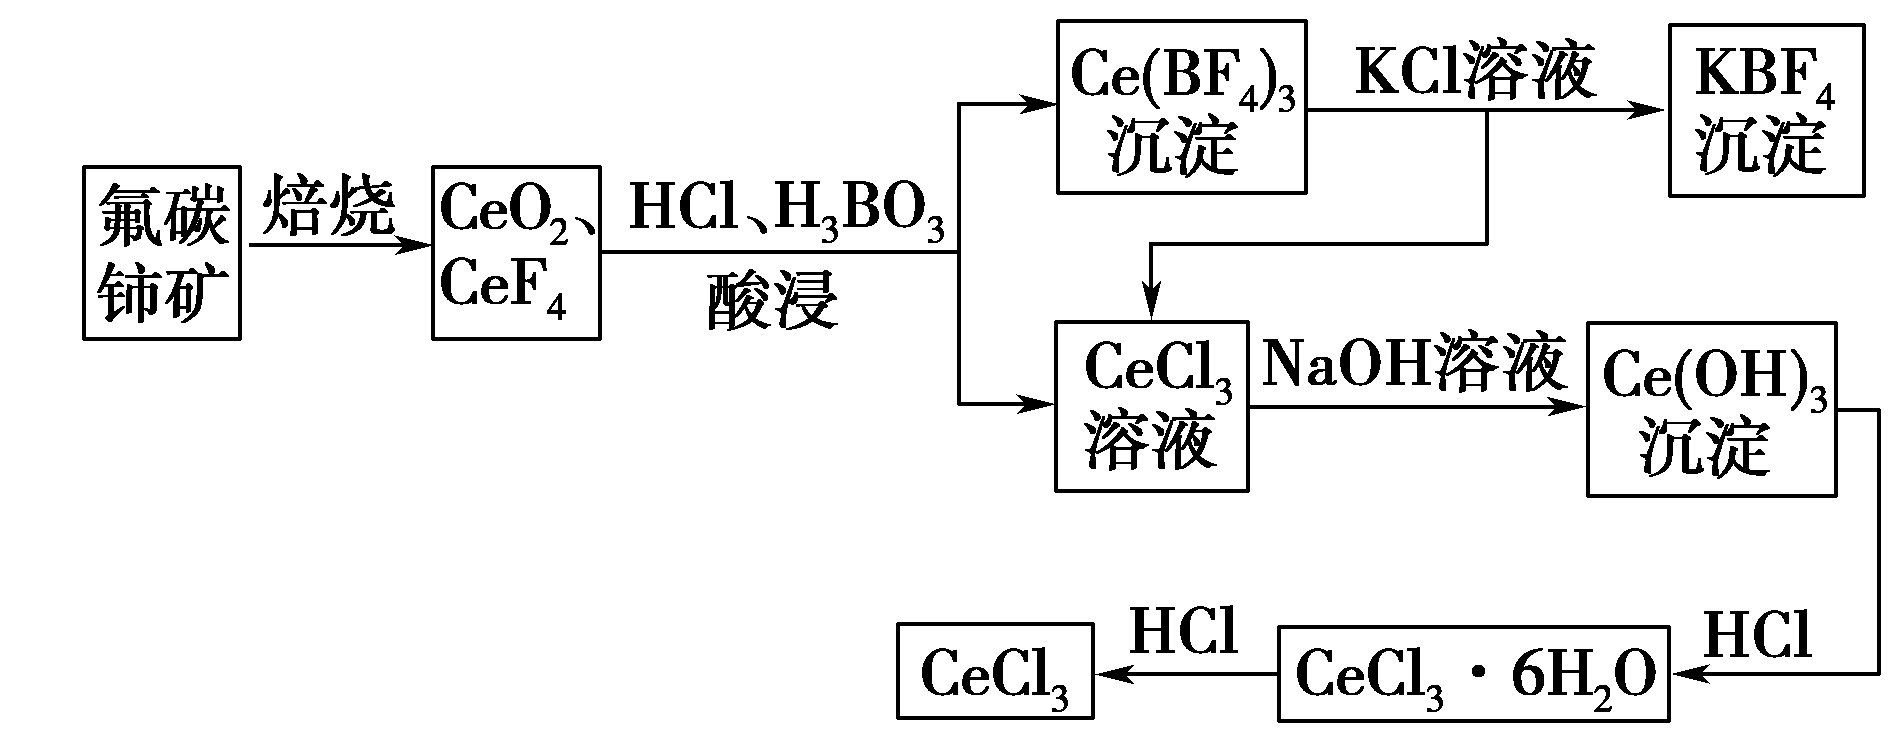 氟碳
铈矿
焙烧
CeO₂、
CeF₄
HCl、H₃BO₃
酸浸
Ce(BF₄)₃
沉淀
KCl溶液
KBF₄
沉淀
CeCl₃
溶液
NaOH溶液
Ce(OH)₃
沉淀
HCl
CeCl₃·6H₂O
HCl
CeCl₃